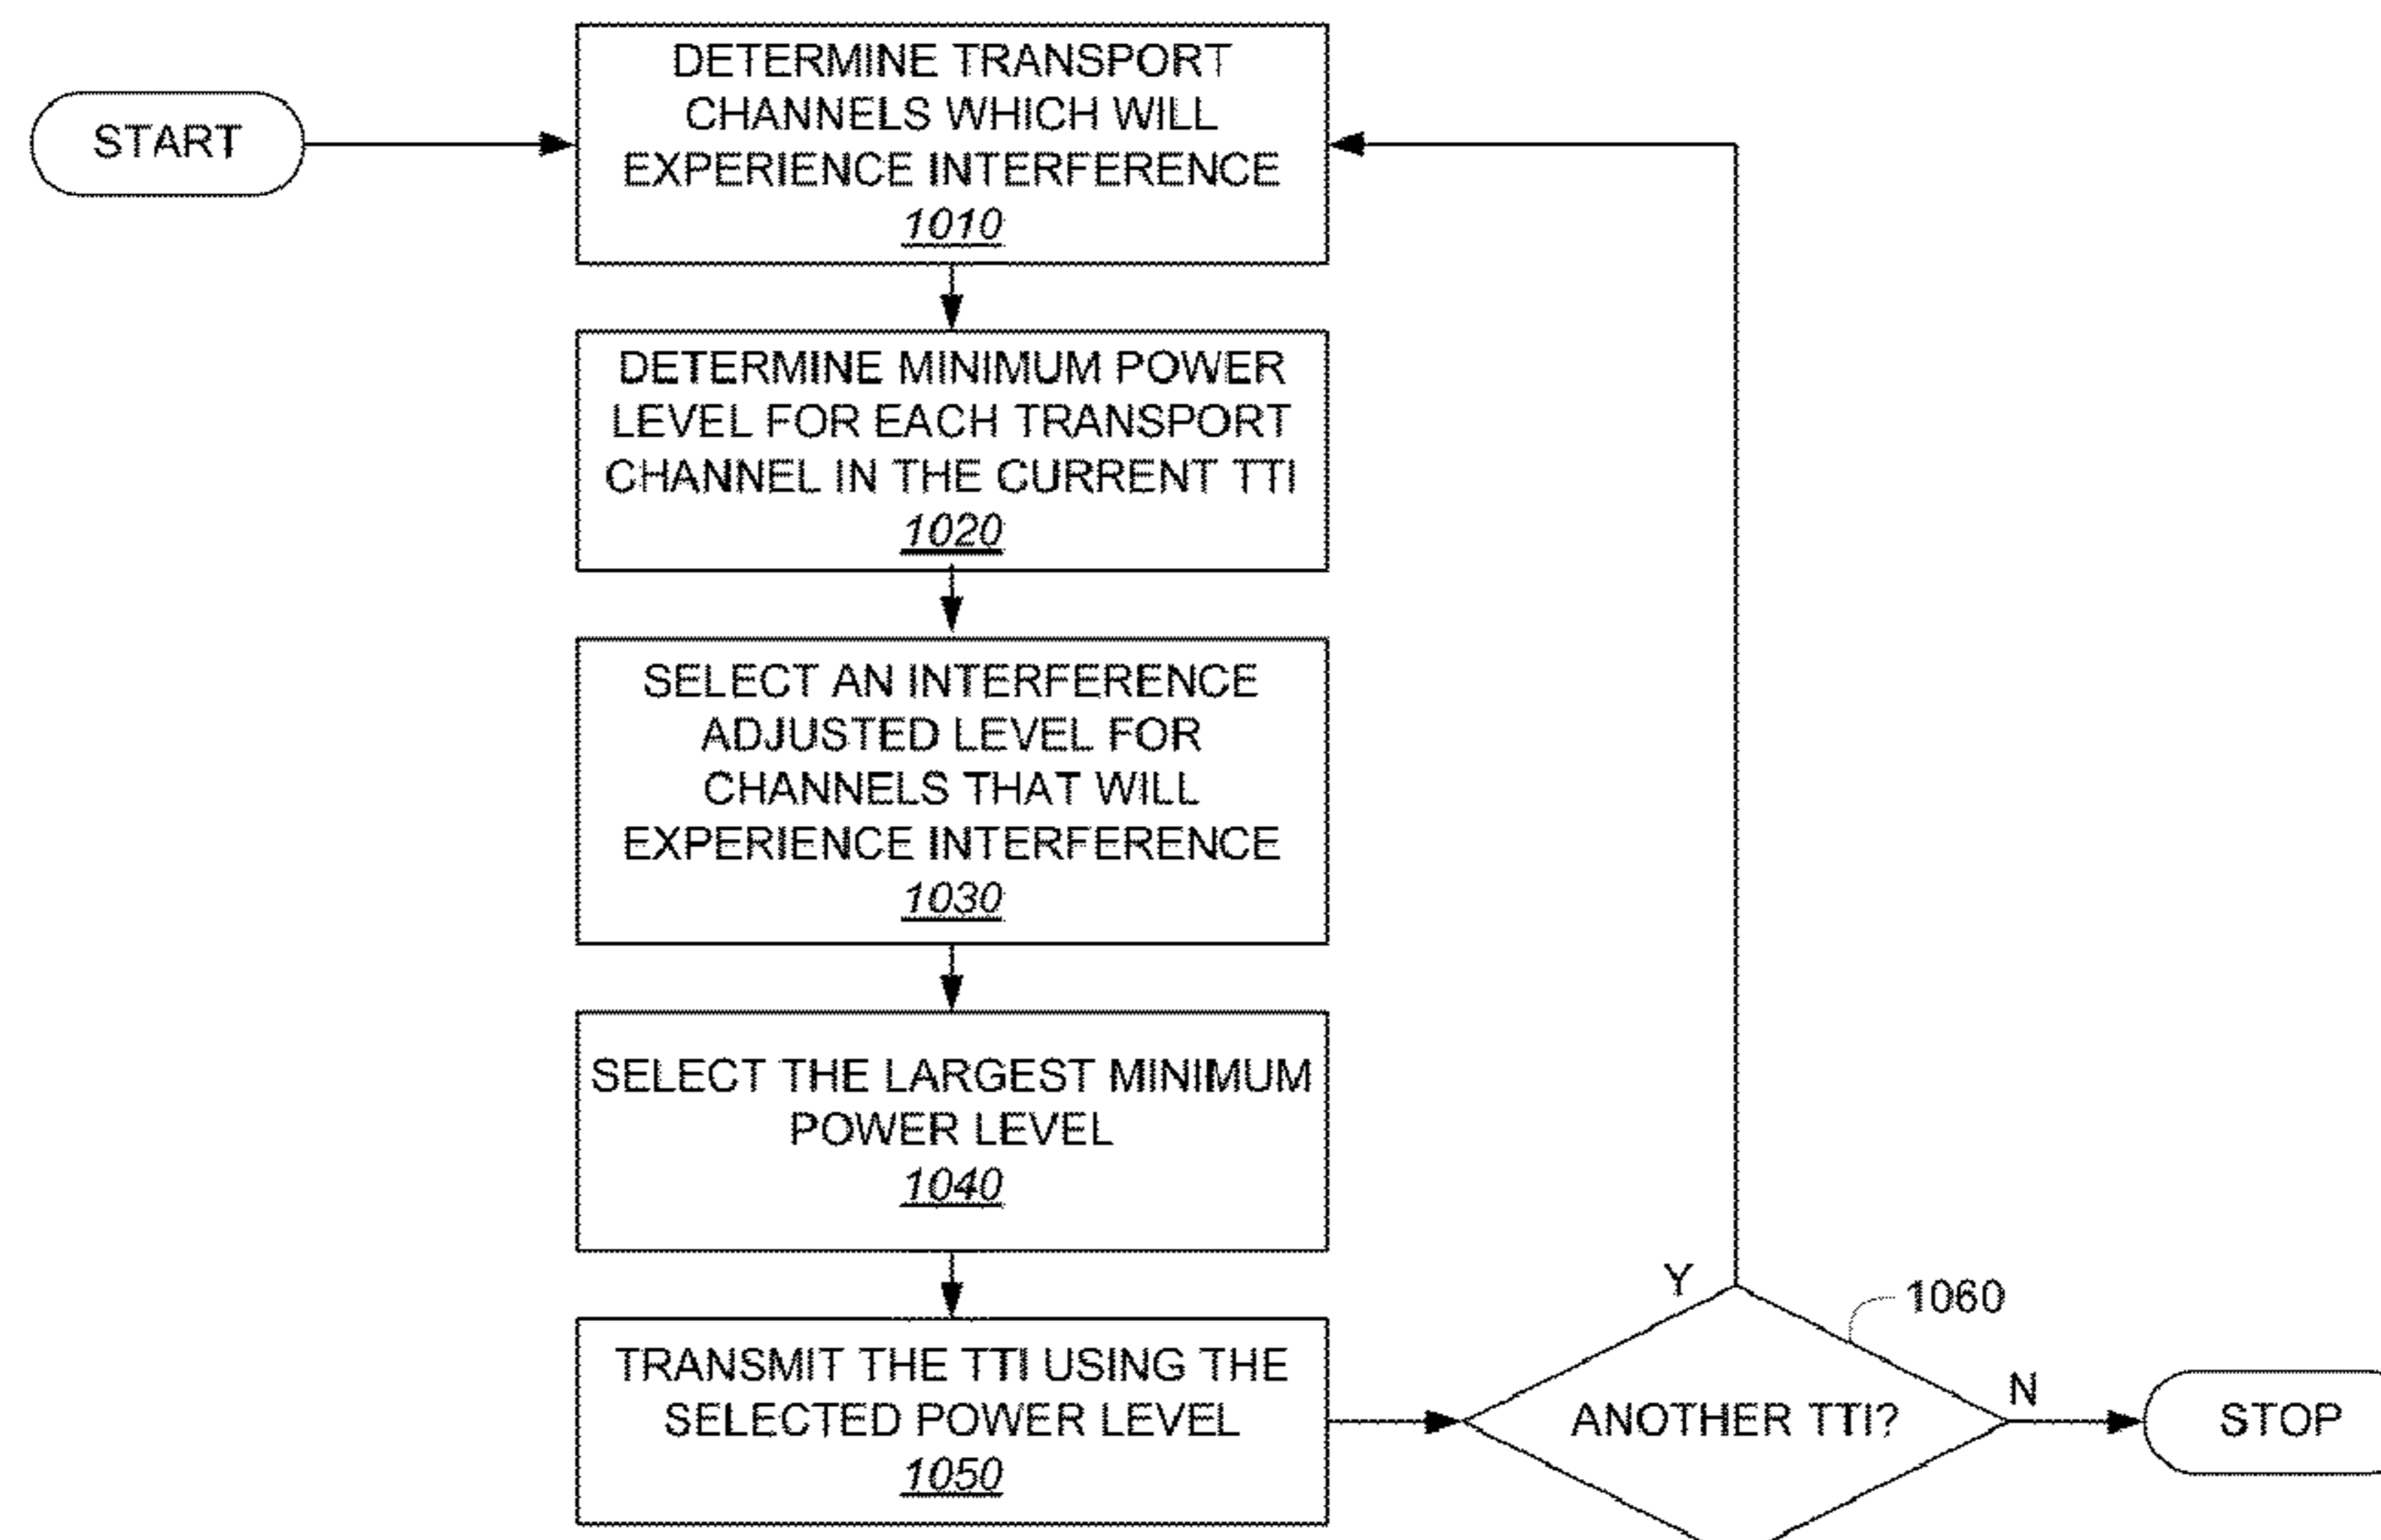 START
DETERMINE TRANSPORT
CHANNELS WHICH WILL
EXPERIENCE INTERFERENCE
1010
DETERMINE MINIMUM POWER
LEVEL FOR EACH TRANSPORT
CHANNEL IN THE CURRENT TTI
1020
SELECT AN INTERFERENCE
ADJUSTED LEVEL FOR
CHANNELS THAT WILL
EXPERIENCE INTERFERENCE
1030
SELECT THE LARGEST MINIMUM
POWER LEVEL
1040
TRANSMIT THE TTI USING THE
SELECTED POWER LEVEL
1050
Y
1060
ANOTHER TTI?
N
STOP